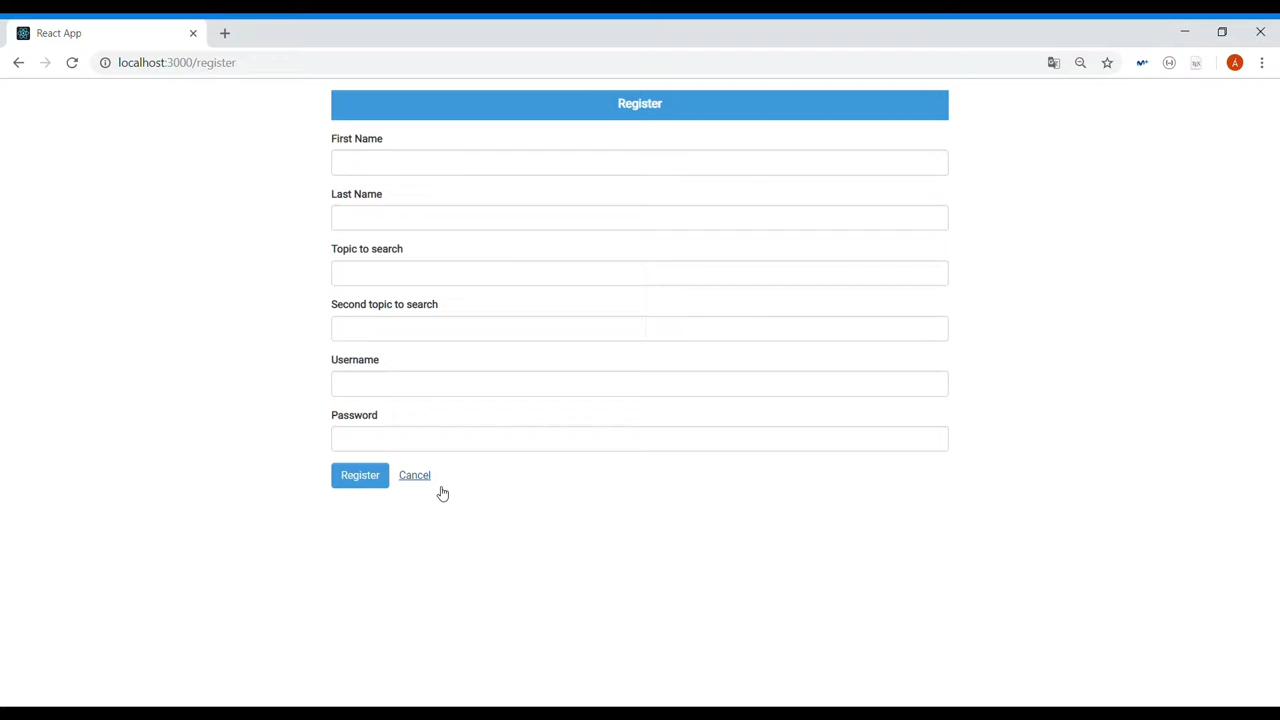 React App
localhost:3000/register
A
Register
First Name
Last Name
Topic to search
Second topic to search
Username
Password
Register Cancel